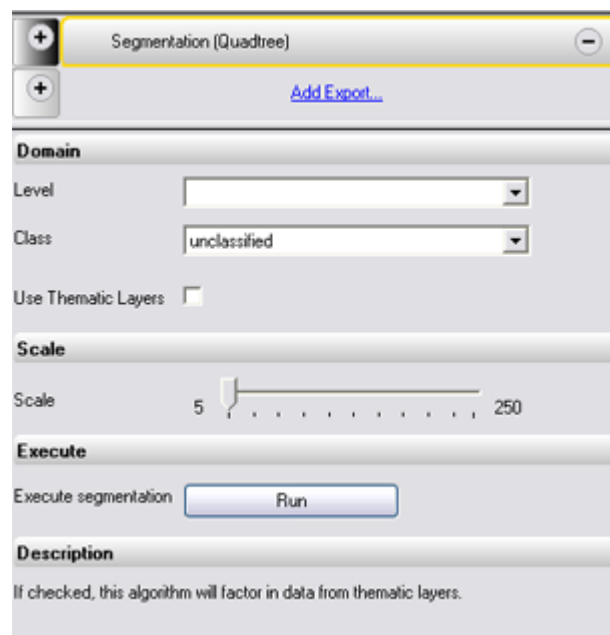 Segmentation (Quadtree)
Add Export...
Domain
Level
Class unclassified
Use Thematic Layers
Scale
Scale 5 250
Execute
Execute segmentation Run
Description
If checked, this algorithm will factor in data from thematic layers.